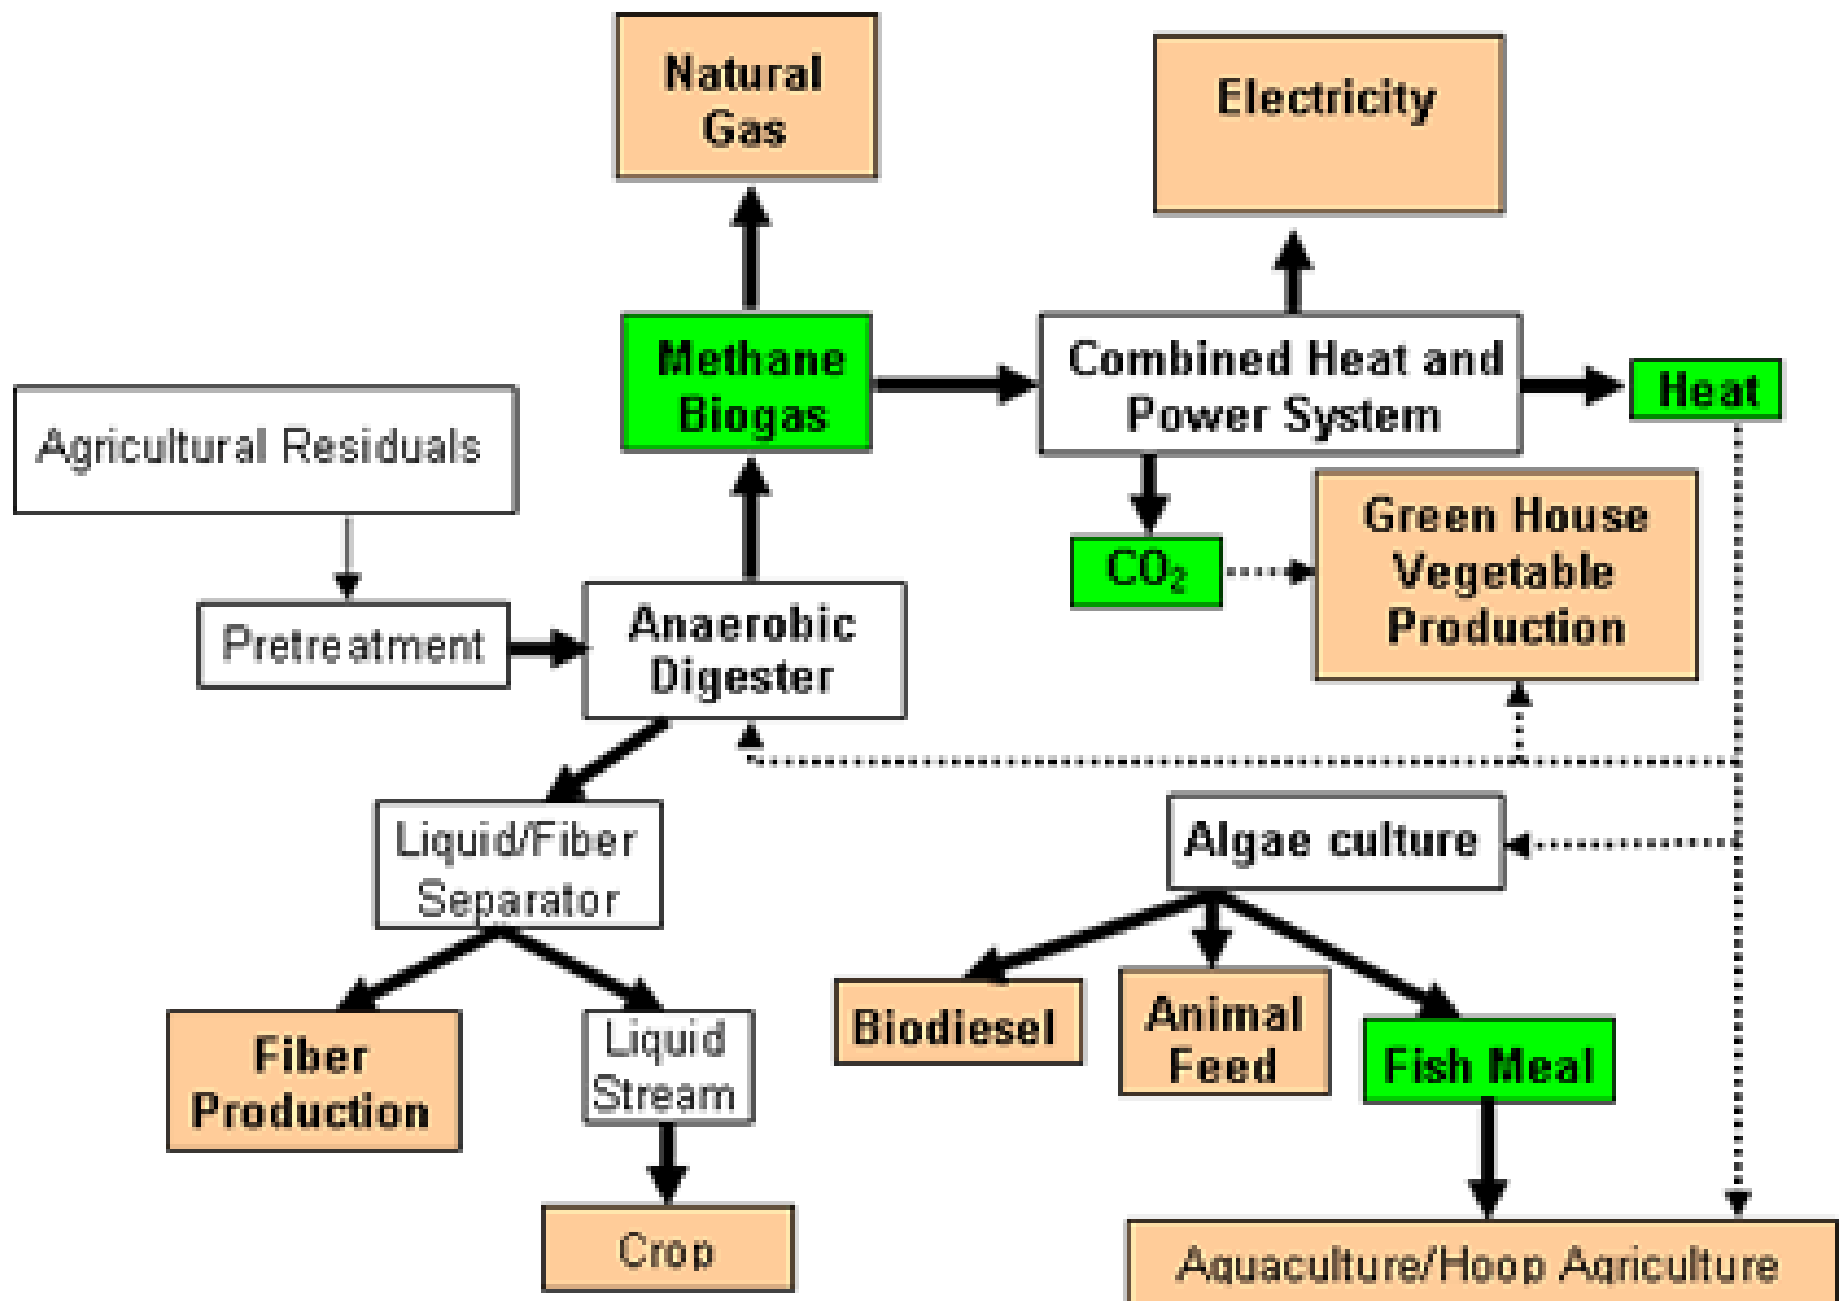 Natural
Gas
Electricity
Methane
Biogas
Combined Heat and
Power System
Heat
Agricultural Residuals
CO₂
Green House
Vegetable
Production
Pretreatment
Anaerobic
Digester
Liquid/Fiber
Separator
Algae culture
Fiber
Production
Liquid
Stream
Biodiesel
Animal
Feed
Fish Meal
Crop
Aquaculture/Hoop Agriculture